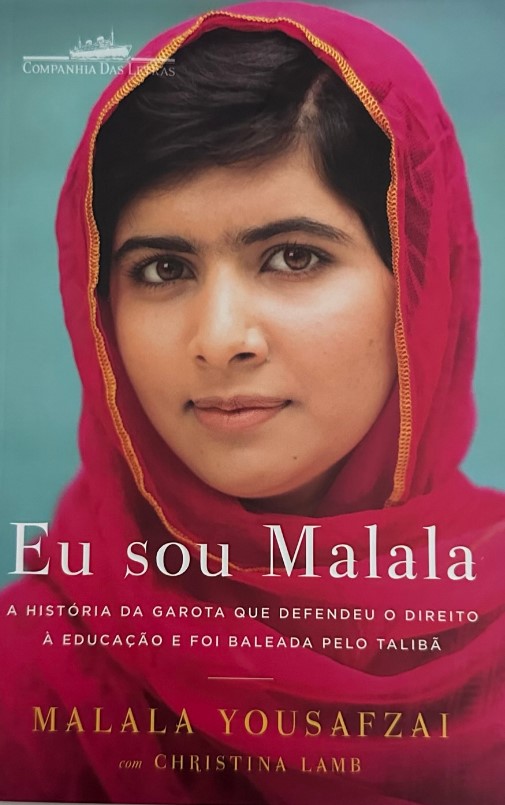 COMPANHIA DAS LETRAS
Eu sou Malala
A HISTÓRIA DA GAROTA QUE DEFENDEU O DIREITO
À EDUCAÇÃO E FOI BALEADA PELO TALIBÃ
MALALA YOUSAFZAI
com CHRISTINA LAMB